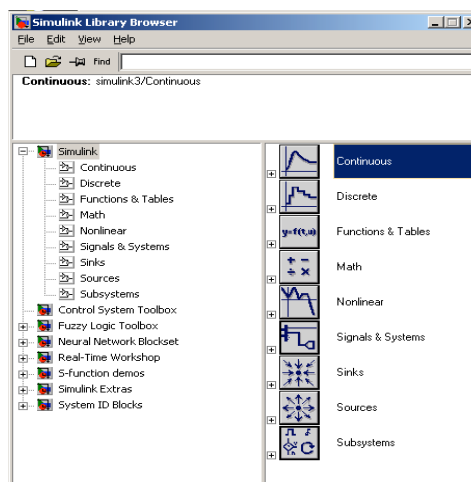 Simulink Library Browser
File Edit View Help
Find
Continuous: simulink3/Continuous
Simulink
Continuous
Discrete
Functions & Tables
Math
Nonlinear
Signals & Systems
Sinks
Sources
Subsystems
Control System Toolbox
Fuzzy Logic Toolbox
Neural Network Blockset
Real-Time Workshop
S-function demos
Simulink Extras
System ID Blocks
Continuous
Discrete
y=f(t,u) Functions & Tables
Math
Nonlinear
Signals & Systems
Sinks
Sources
Subsystems